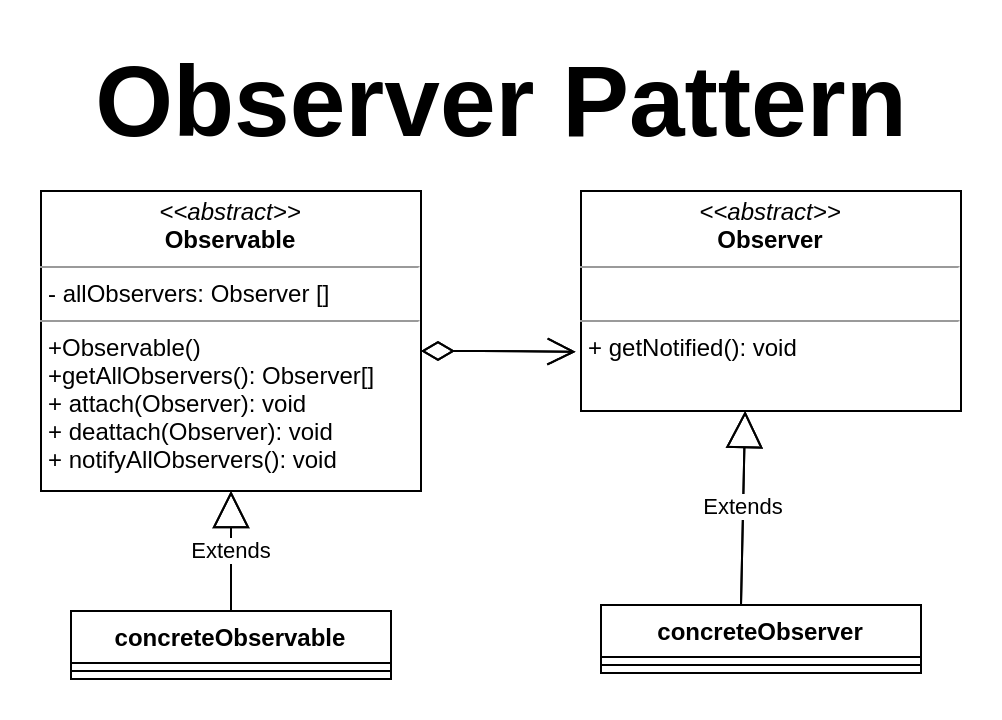 Observer Pattern
<<abstract>>
Observable
- allObservers: Observer []
+Observable()
+getAllObservers(): Observer[]
+ attach(Observer): void
+ deattach(Observer): void
+ notifyAllObservers(): void
<<abstract>>
Observer
+ getNotified(): void
Extends
Extends
concreteObservable
concreteObserver